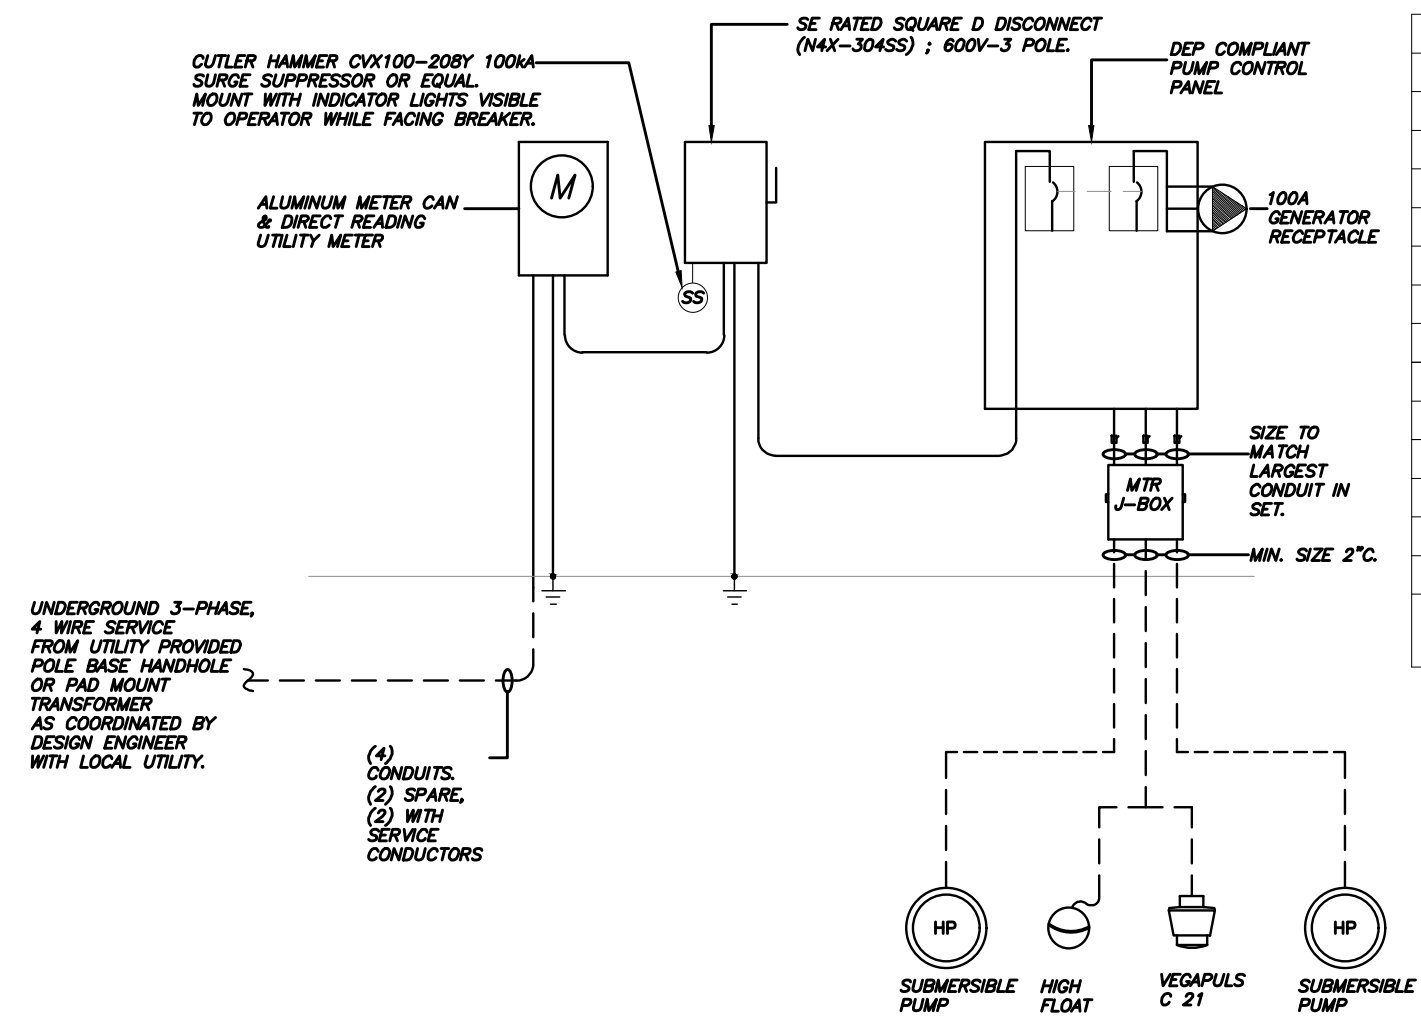 SE RATED SQUARE D DISCONNECT
(N4X-304SS) ; 600V-3 POLE.
CUTLER HAMMER CVX100-208Y 100kA
SURGE SUPPRESSOR OR EQUAL.
MOUNT WITH INDICATOR LIGHTS VISIBLE
TO OPERATOR WHILE FACING BREAKER.
DEP COMPLIANT
PUMP CONTROL
PANEL
M
ALUMINUM METER CAN
& DIRECT READING
UTILITY METER
100A
GENERATOR
RECEPTACLE
SS
SIZE TO
MATCH
LARGEST
CONDUIT IN
SET.
MTR
J-BOX
MIN. SIZE 2"C.
UNDERGROUND 3-PHASE,
4 WIRE SERVICE
FROM UTILITY PROVIDED
POLE BASE HANDHOLE
OR PAD MOUNT
TRANSFORMER
AS COORDINATED BY
DESIGN ENGINEER
WITH LOCAL UTILITY.
(4)
CONDUITS.
(2) SPARE,
(2) WITH
SERVICE
CONDUCTORS
HP
SUBMERSIBLE
PUMP
HIGH
FLOAT
VEGAPULS
C 21
HP
SUBMERSIBLE
PUMP